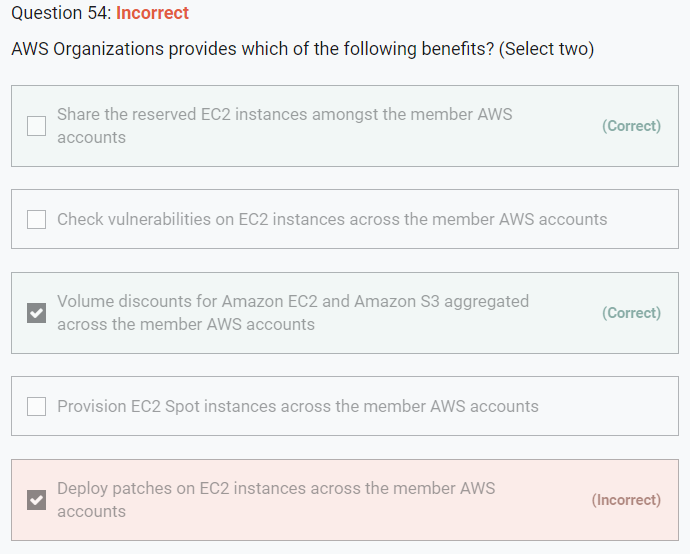 Question 54: Incorrect
AWS Organizations provides which of the following benefits? (Select two)
Share the reserved EC2 instances amongst the member AWS
accounts
(Correct)
Check vulnerabilities on EC2 instances across the member AWS accounts
Volume discounts for Amazon EC2 and Amazon S3 aggregated
across the member AWS accounts
(Correct)
Provision EC2 Spot instances across the member AWS accounts
Deploy patches on EC2 instances across the member AWS
accounts
(Incorrect)